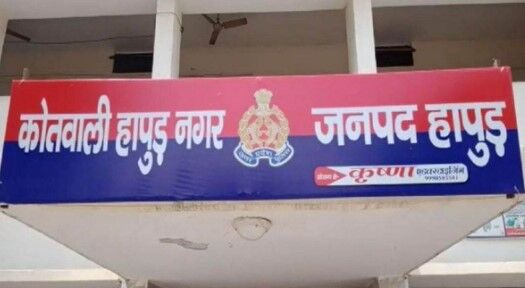 कोतवाली हापुड़ नगर
जनपद हापुड़
कृष्णा